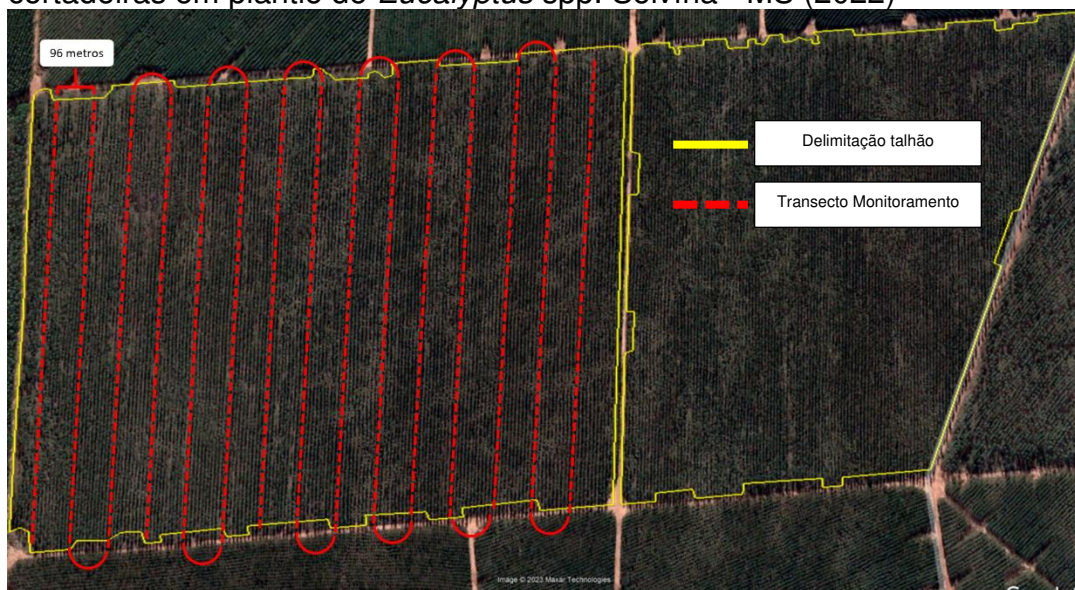 cortadeiras em plantio de Eucalyptus spp. Selvíria - MS (2022)
96 metros
Delimitação talhão
Transecto Monitoramento
Image © 2023 Maxar Technologies